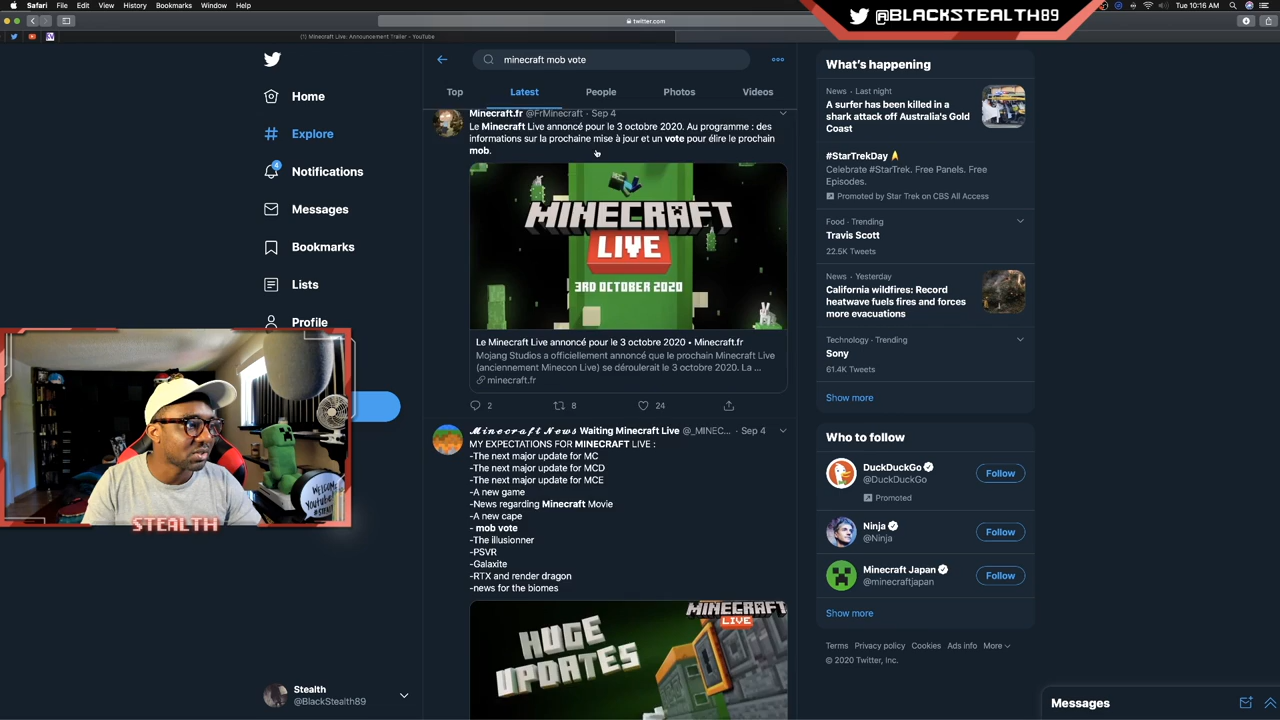 Safari File Edit View History Bookmarks Window Help
Tue 10:16 AM
twitter.com
(1) Minecraft Live: Announcement Trailer - YouTube
@BLACKSTEALTH89
Home
Explore
4
Notifications
Messages
Bookmarks
Lists
Profile
WELCOME
STEALTH
Stealth
@BlackStealth89
minecraft mob vote
Top Latest People Photos Videos
Minecraft.fr @FrMinecraft · Sep 4
Le Minecraft Live annoncé pour le 3 octobre 2020. Au programme : des
informations sur la prochaine mise à jour et un vote pour élire le prochain
mob.
MINECRAFT
LIVE
3RD OCTOBER 2020
Le Minecraft Live annoncé pour le 3 octobre 2020 • Minecraft.fr
Mojang Studios a officiellement annoncé que le prochain Minecraft Live
(anciennement Minecon Live) se déroulerait le 3 octobre 2020. La ...
minecraft.fr
2 8 24
𝓜𝓲𝓷𝓮𝓬𝓻𝓪𝓯𝓽 𝓝𝓮𝔀𝓼 Waiting Minecraft Live @_MINEC... · Sep 4
MY EXPECTATIONS FOR MINECRAFT LIVE :
-The next major update for MC
-The next major update for MCD
-The next major update for MCE
-A new game
-News regarding Minecraft Movie
-A new cape
- mob vote
-The illusionner
-PSVR
-Galaxite
-RTX and render dragon
-news for the biomes
MINECRAFT
LIVE
HUGE
UPDATES
What's happening
News · Last night
A surfer has been killed in a
shark attack off Australia's Gold
Coast
#StarTrekDay
Celebrate #StarTrek. Free Panels. Free
Episodes.
Promoted by Star Trek on CBS All Access
Food · Trending
Travis Scott
22.5K Tweets
News · Yesterday
California wildfires: Record
heatwave fuels fires and forces
more evacuations
Technology · Trending
Sony
61.4K Tweets
Show more
Who to follow
DuckDuckGo
@DuckDuckGo
Follow
Promoted
Ninja
@Ninja
Follow
Minecraft Japan
@minecraftjapan
Follow
Show more
Terms Privacy policy Cookies Ads info More
© 2020 Twitter, Inc.
Messages